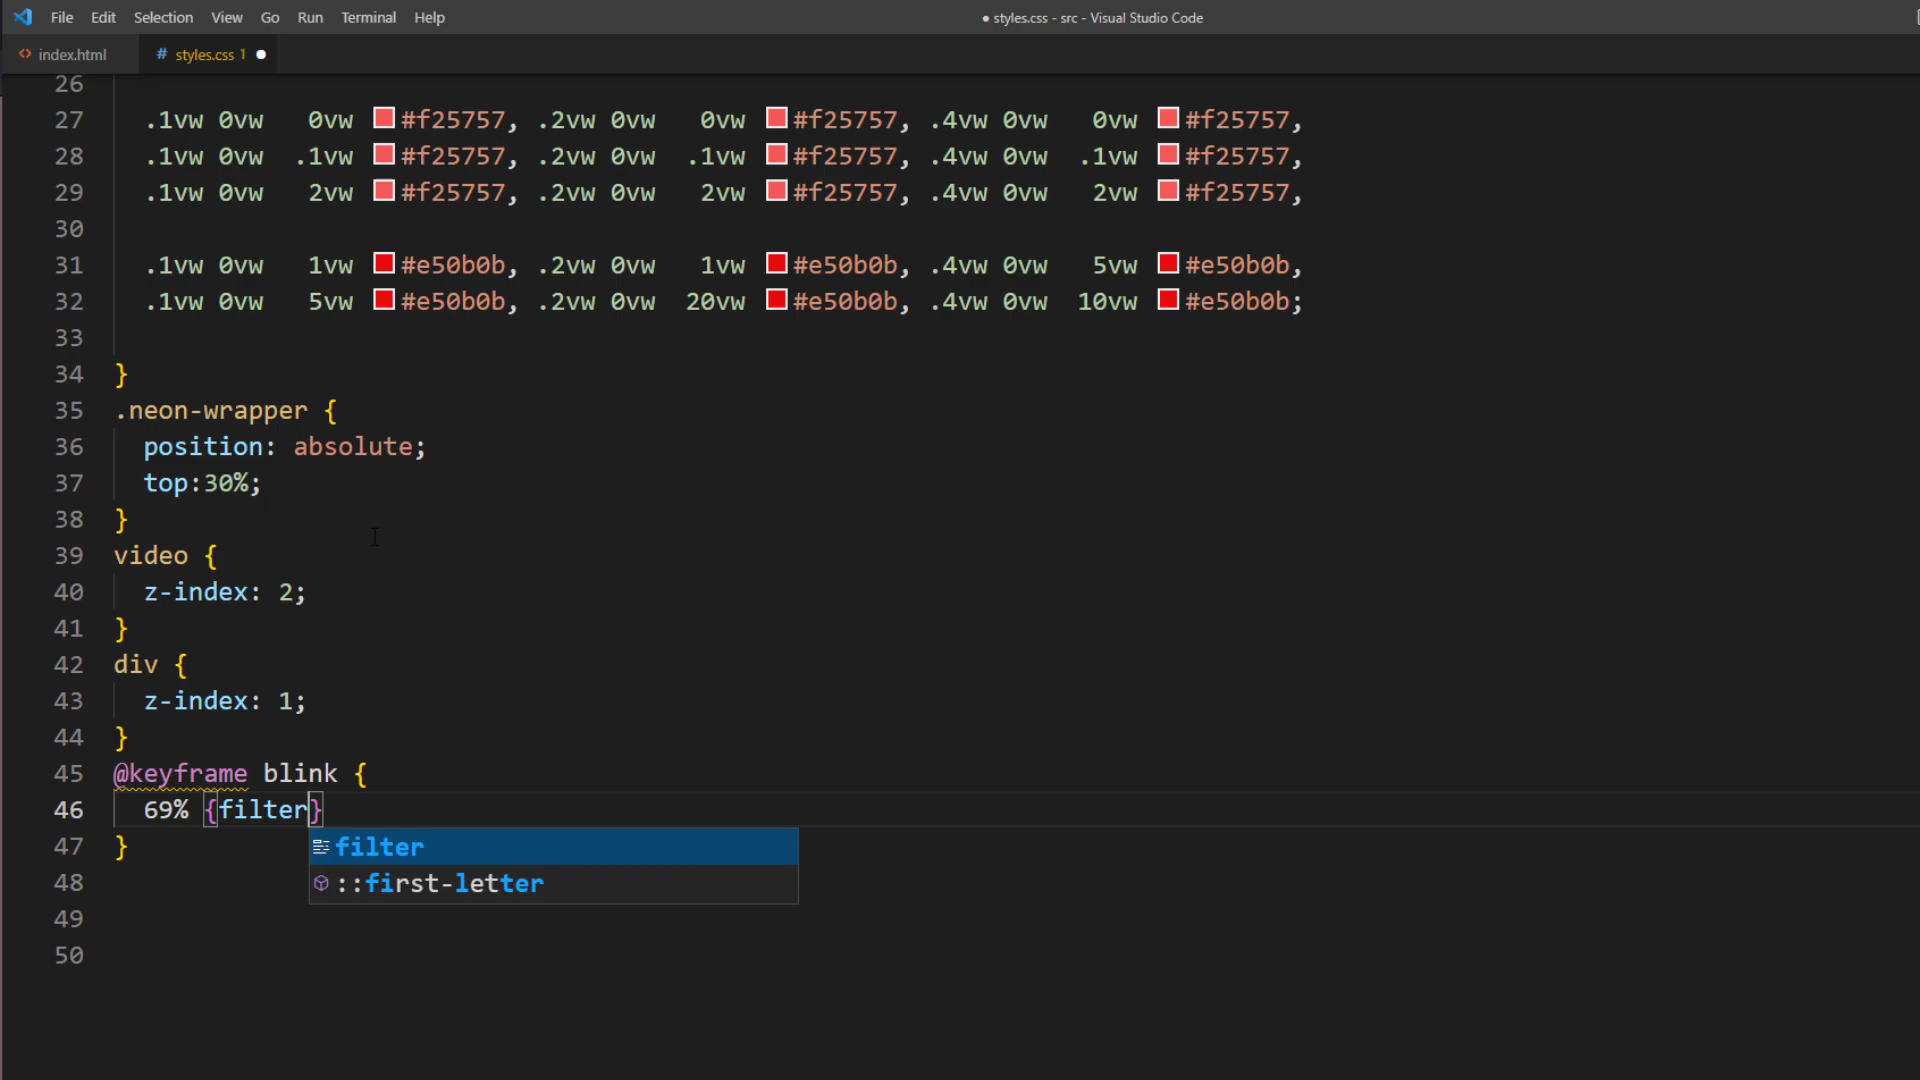 File Edit Selection View Go Run Terminal Help ● styles.css - src - Visual Studio Code
<> index.html # styles.css 1 ●
26
27 .1vw 0vw 0vw #f25757, .2vw 0vw 0vw #f25757, .4vw 0vw 0vw #f25757,
28 .1vw 0vw .1vw #f25757, .2vw 0vw .1vw #f25757, .4vw 0vw .1vw #f25757,
29 .1vw 0vw 2vw #f25757, .2vw 0vw 2vw #f25757, .4vw 0vw 2vw #f25757,
30
31 .1vw 0vw 1vw #e50b0b, .2vw 0vw 1vw #e50b0b, .4vw 0vw 5vw #e50b0b,
32 .1vw 0vw 5vw #e50b0b, .2vw 0vw 20vw #e50b0b, .4vw 0vw 10vw #e50b0b;
33
34 }
35 .neon-wrapper {
36 position: absolute;
37 top:30%;
38 }
39 video {
40 z-index: 2;
41 }
42 div {
43 z-index: 1;
44 }
45 @keyframe blink {
46 69% {filter}
47 }
filter
48
::first-letter
49
50